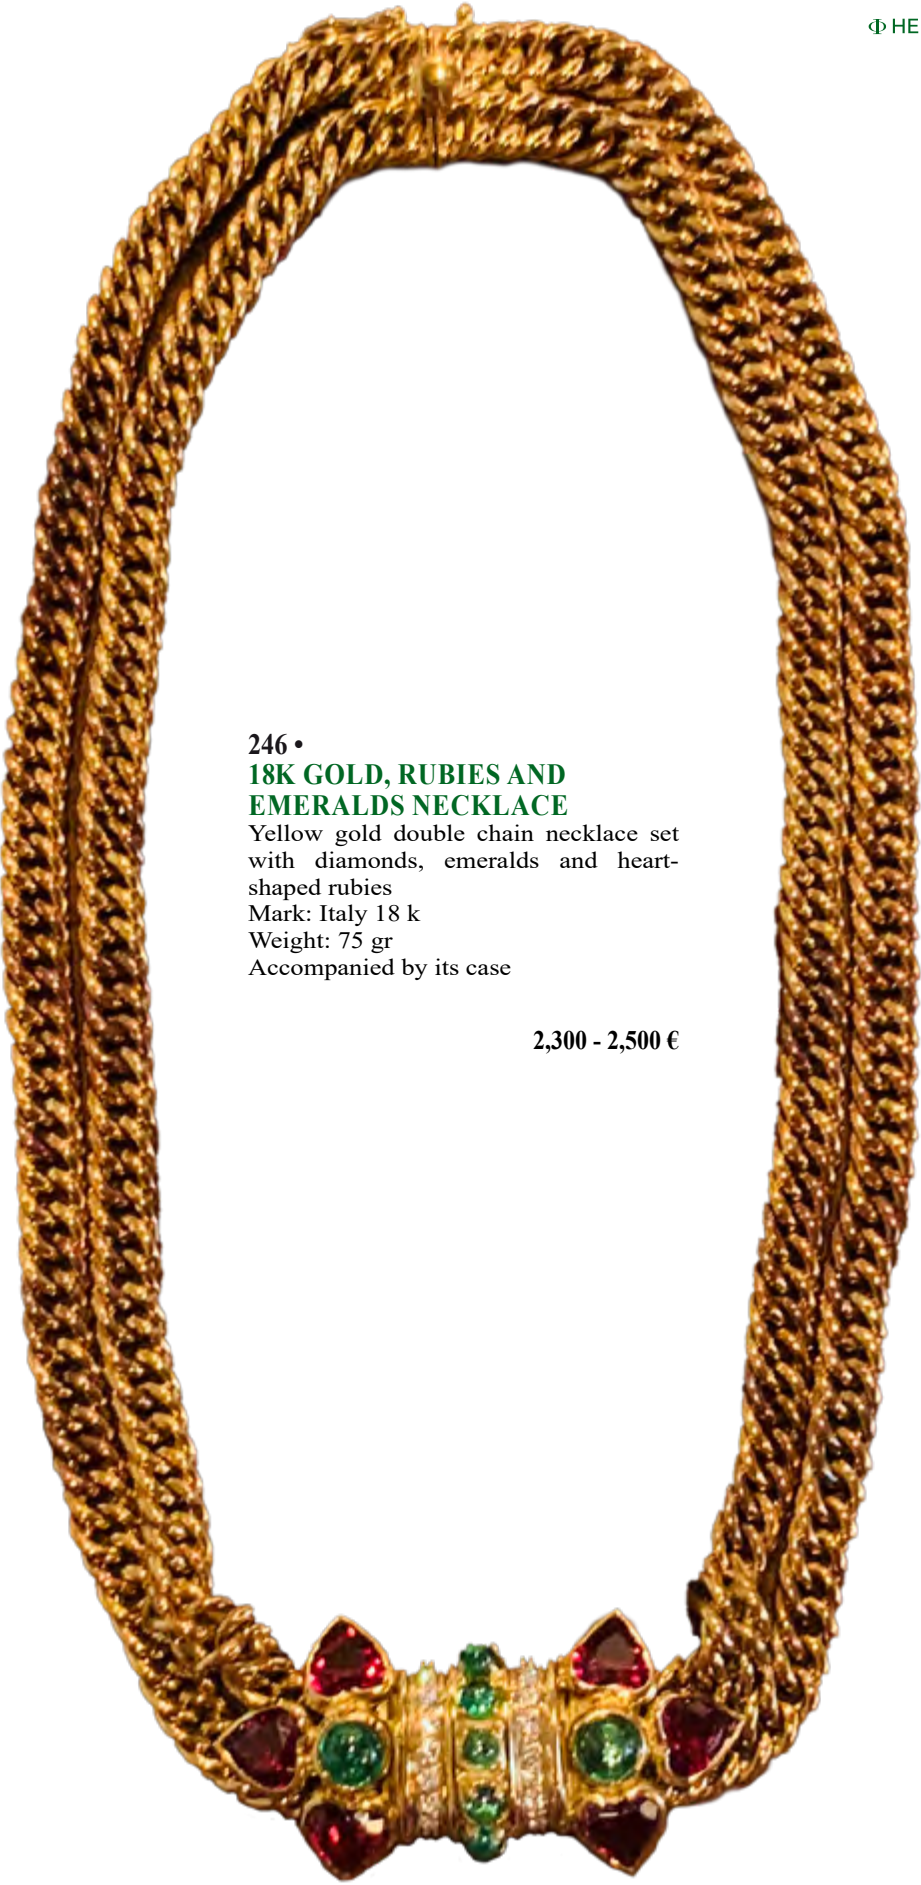 Φ HE
246 •
18K GOLD, RUBIES AND
EMERALDS NECKLACE
Yellow gold double chain necklace set
with diamonds, emeralds and heart-
shaped rubies
Mark: Italy 18 k
Weight: 75 gr
Accompanied by its case
2,300 - 2,500 €